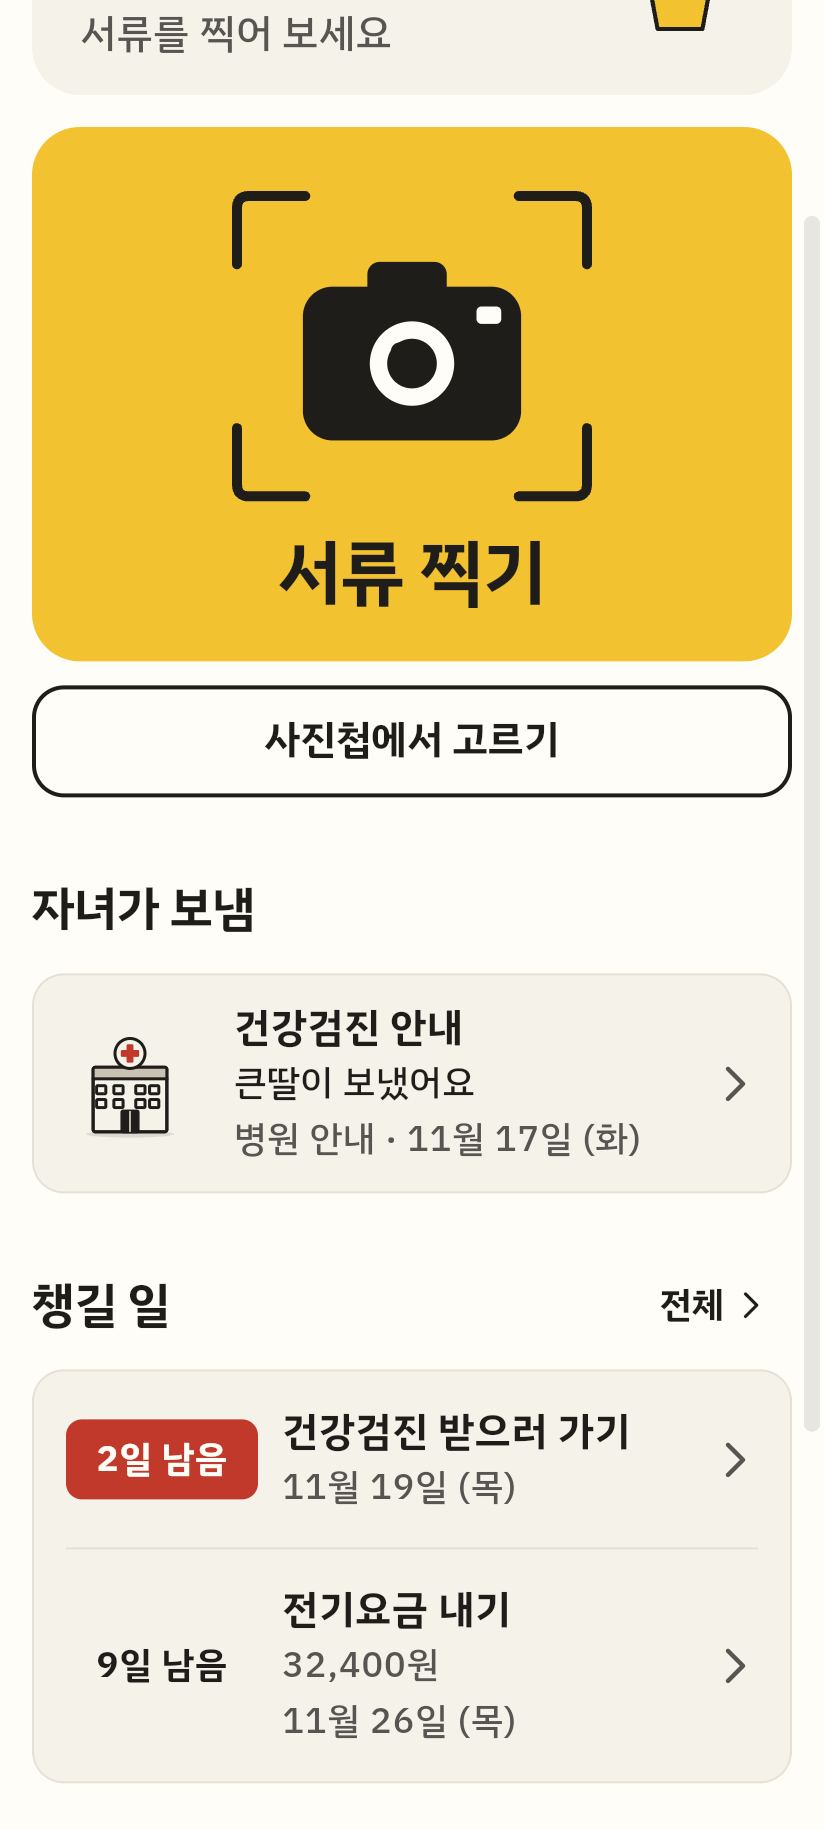 서류를 찍어 보세요
서류 찍기
사진첩에서 고르기
자녀가 보냄
건강검진 안내
큰딸이 보냈어요
병원 안내 · 11월 17일 (화)
챙길 일
전체
2일 남음
건강검진 받으러 가기
11월 19일 (목)
전기요금 내기
9일 남음
32,400원
11월 26일 (목)